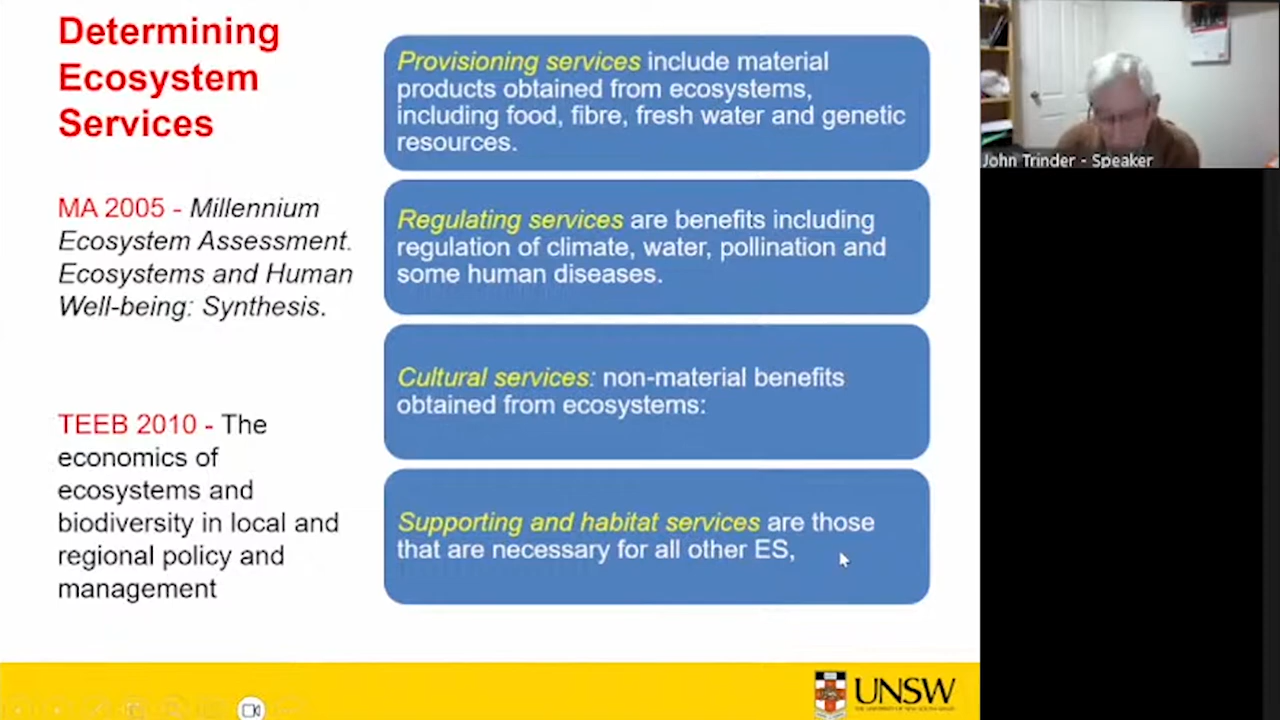 Determining
Ecosystem
Services
MA 2005 - Millennium
Ecosystem Assessment.
Ecosystems and Human
Well-being: Synthesis.
TEEB 2010 - The
economics of
ecosystems and
biodiversity in local and
regional policy and
management
Provisioning services include material
products obtained from ecosystems,
including food, fibre, fresh water and genetic
resources.
Regulating services are benefits including
regulation of climate, water, pollination and
some human diseases.
Cultural services: non-material benefits
obtained from ecosystems:
Supporting and habitat services are those
that are necessary for all other ES,
John Trinder - Speaker
UNSW